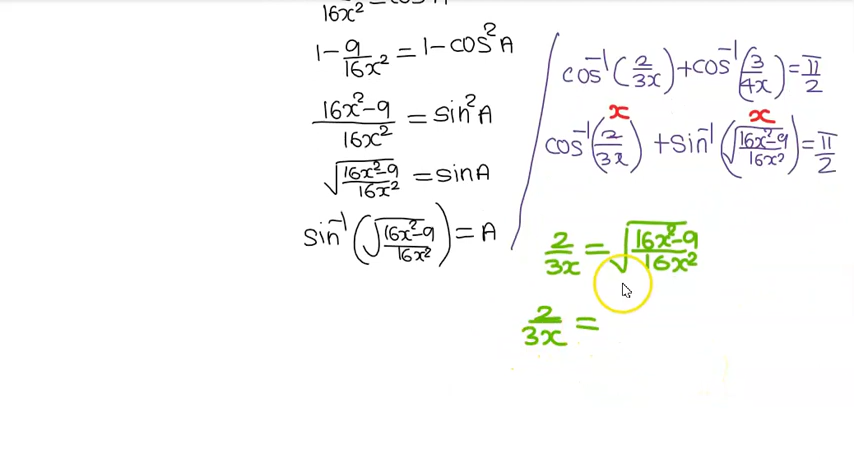 16x² = cos²A
1 - 9/16x² = 1 - cos²A
(16x² - 9)/16x² = sin²A
√((16x² - 9)/16x²) = sinA
sin⁻¹(√((16x² - 9)/16x²)) = A
cos⁻¹(2/3x) + cos⁻¹(3/4x) = π/2
x x
cos⁻¹(2/3x) + sin⁻¹(√((16x² - 9)/16x²)) = π/2
2/3x = √((16x² - 9)/16x²)
2/3x =